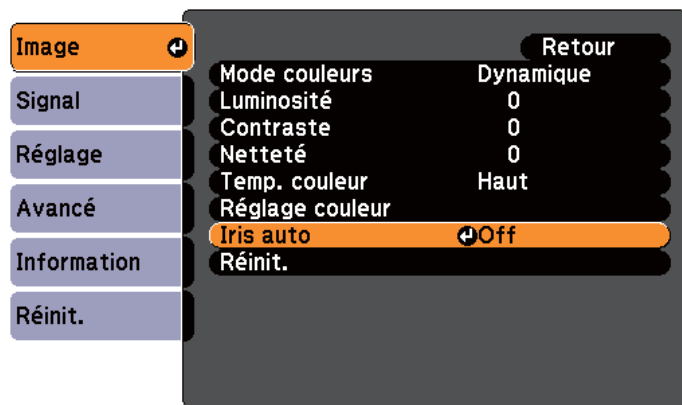 Image
Signal
Réglage
Avancé
Information
Réinit.
Retour
Mode couleurs Dynamique
Luminosité 0
Contraste 0
Netteté 0
Temp. couleur Haut
Réglage couleur
Iris auto Off
Réinit.